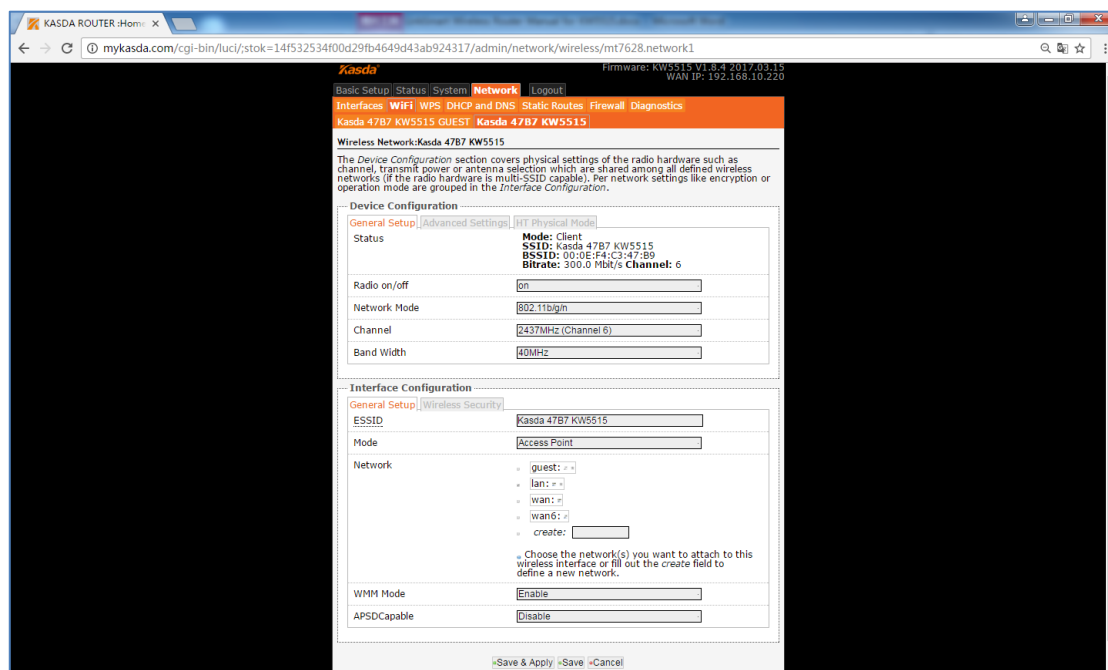 KASDA ROUTER :Home
mykasda.com/cgi-bin/luci/;stok=14f532534f00d29fb4649d43ab924317/admin/network/wireless/mt7628.network1
Kasda
Firmware: KW5515 V1.8.4 2017.03.15
WAN IP: 192.168.10.220
Basic Setup Status System Network Logout
Interfaces WiFi WPS DHCP and DNS Static Routes Firewall Diagnostics
Kasda 47B7 KW5515 GUEST Kasda 47B7 KW5515
Wireless Network:Kasda 47B7 KW5515
The Device Configuration section covers physical settings of the radio hardware such as
channel, transmit power or antenna selection which are shared among all defined wireless
networks (if the radio hardware is multi-SSID capable). Per network settings like encryption or
operation mode are grouped in the Interface Configuration.
Device Configuration
General Setup Advanced Settings HT Physical Mode
Status
Mode: Client
SSID: Kasda 47B7 KW5515
BSSID: 00:0E:F4:C3:47:B9
Bitrate: 300.0 Mbit/s Channel: 6
Radio on/off on
Network Mode 802.11b/g/n
Channel 2437MHz (Channel 6)
Band Width 40MHz
Interface Configuration
General Setup Wireless Security
ESSID Kasda 47B7 KW5515
Mode Access Point
Network
guest:
lan:
wan:
wan6:
create:
Choose the network(s) you want to attach to this
wireless interface or fill out the create field to
define a new network.
WMM Mode Enable
APSDCapable Disable
Save & Apply Save Cancel